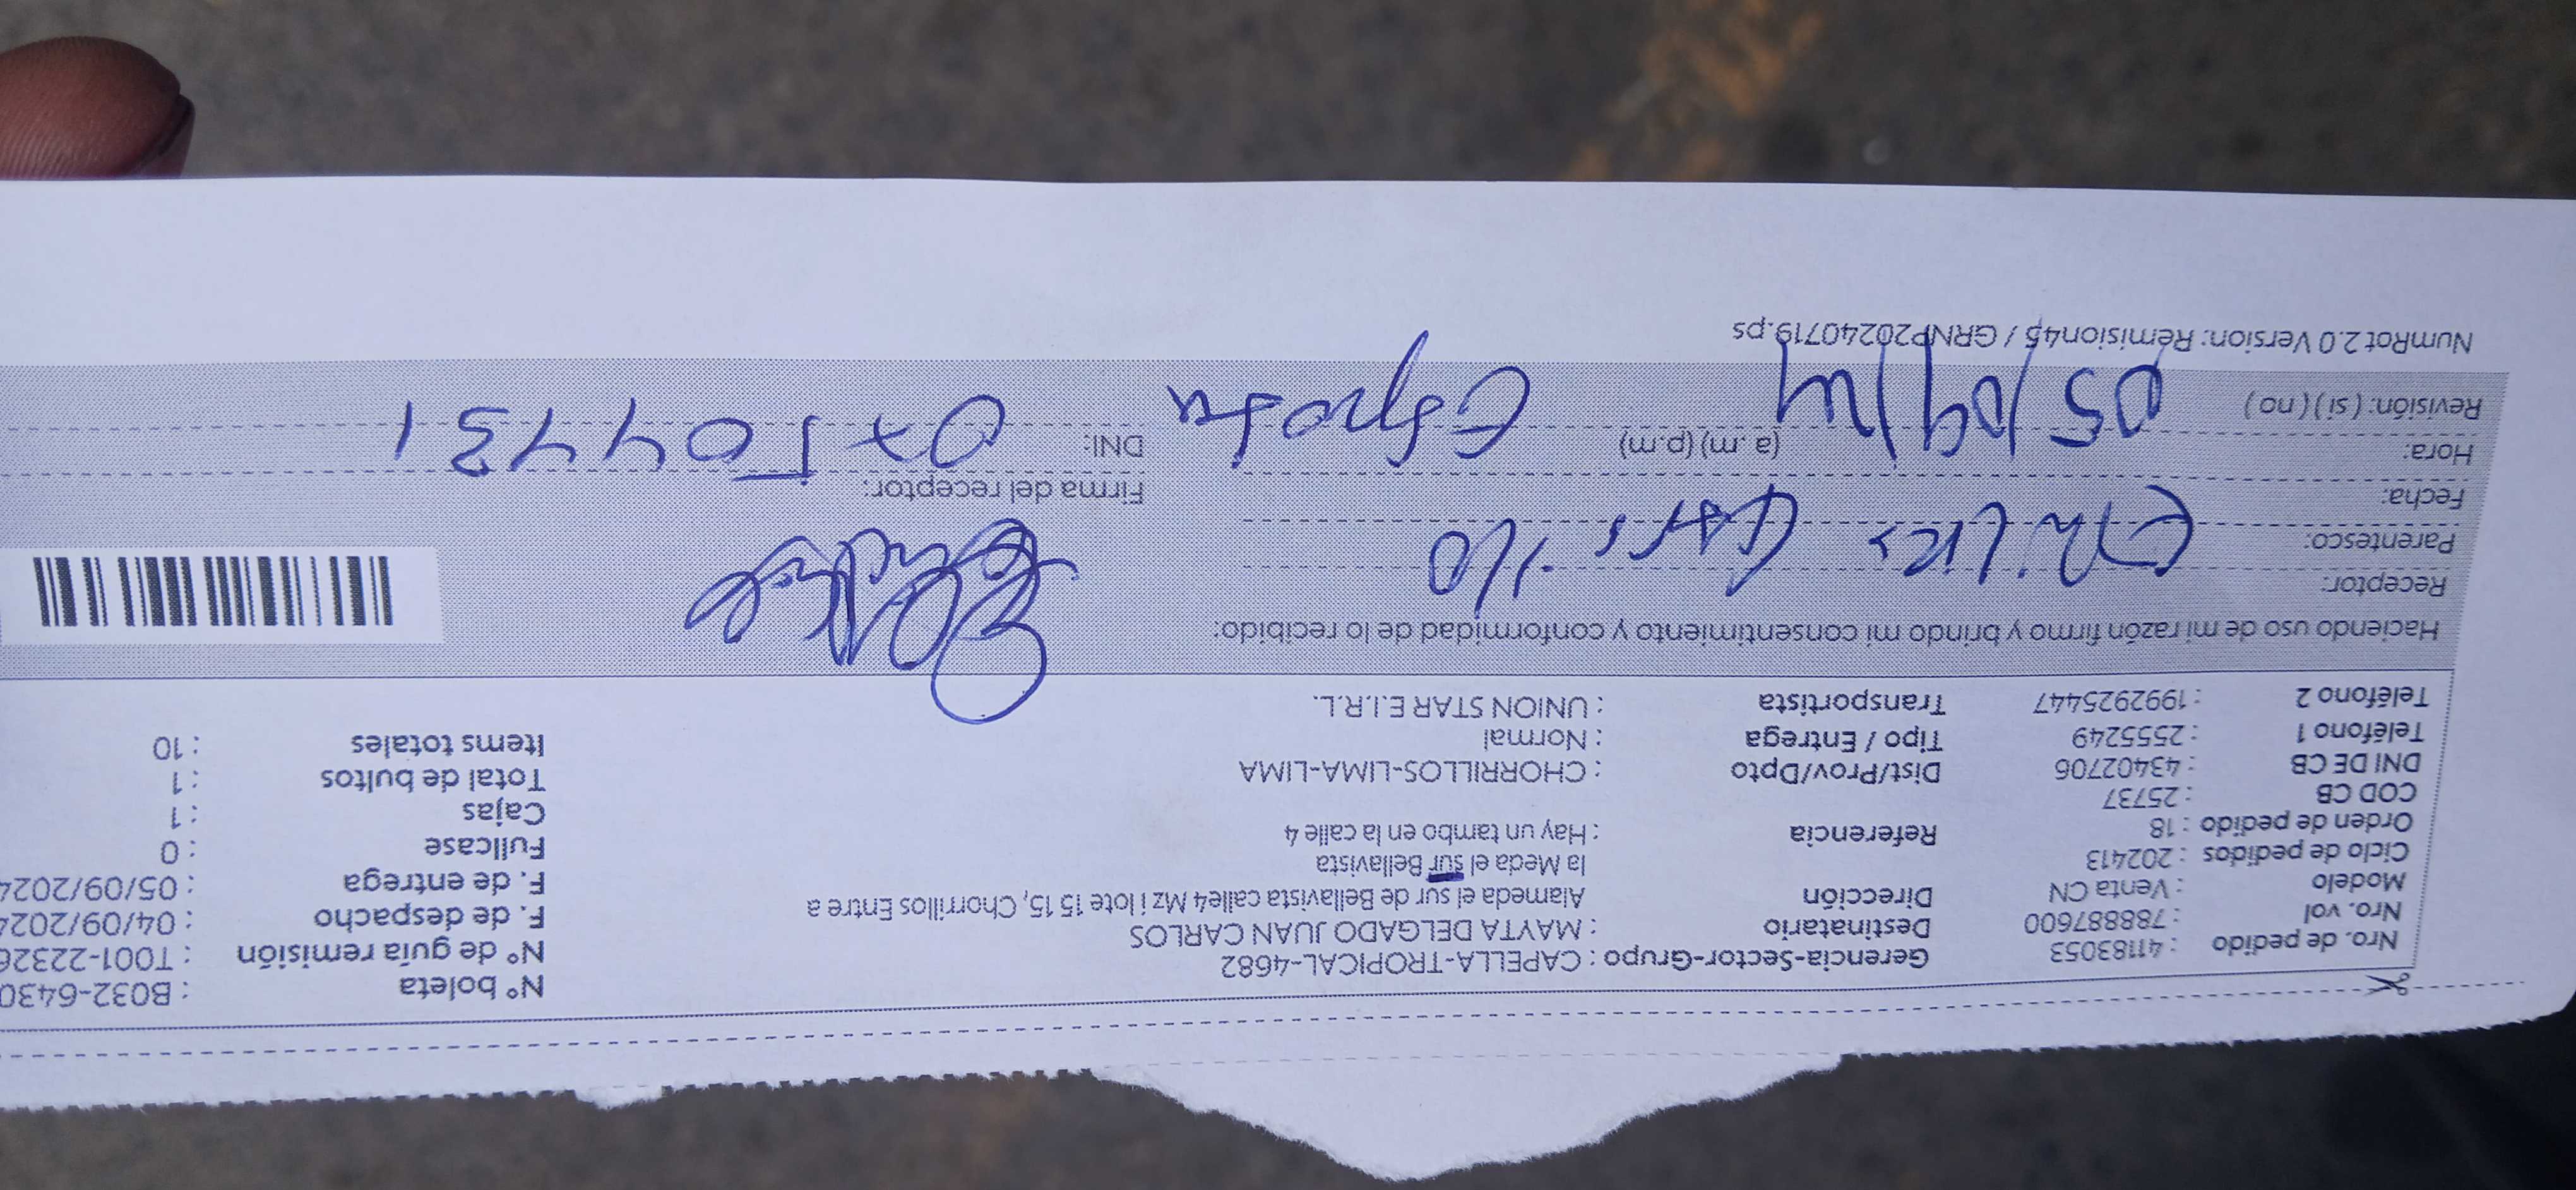 Nro. de pedido : 41183053
Nro. vol : 788887600
Modelo : Venta CN
Ciclo de pedidos : 202413
Orden de pedido : 18
COD CB : 25737
DNI DE CB : 43402706
Teléfono 1 : 2555249
Teléfono 2 : 1992925447
Gerencia-Sector-Grupo : CAPELLA-TROPICAL-4682
Destinatario : MAYTA DELGADO JUAN CARLOS
Dirección Alameda el sur de Bellavista calle4 Mz i lote 15 15, Chorrillos Entre a
la Meda el sur Bellavista
Referencia : Hay un tambo en la calle 4
Dist/Prov/Dpto : CHORRILLOS-LIMA-LIMA
Tipo / Entrega : Normal
Transportista : UNION STAR E.I.R.L.
N° boleta : B032-6430
N° de guía remisión : T001-22326
F. de despacho : 04/09/2024
F. de entrega : 05/09/2024
Fullcase : 0
Cajas : 1
Total de bultos : 1
Items totales : 10
Haciendo uso de mi razón firmo y brindo mi consentimiento y conformidad de lo recibido:
Receptor:
Parentesco:
Fecha:
Hora: (a.m) (p.m)
Revisión: (si) (no)
05/09/24
Esposa
Firma del receptor:
DNI:
NumRot 2.0 Version: Remision45 / GRNP20240719.ps